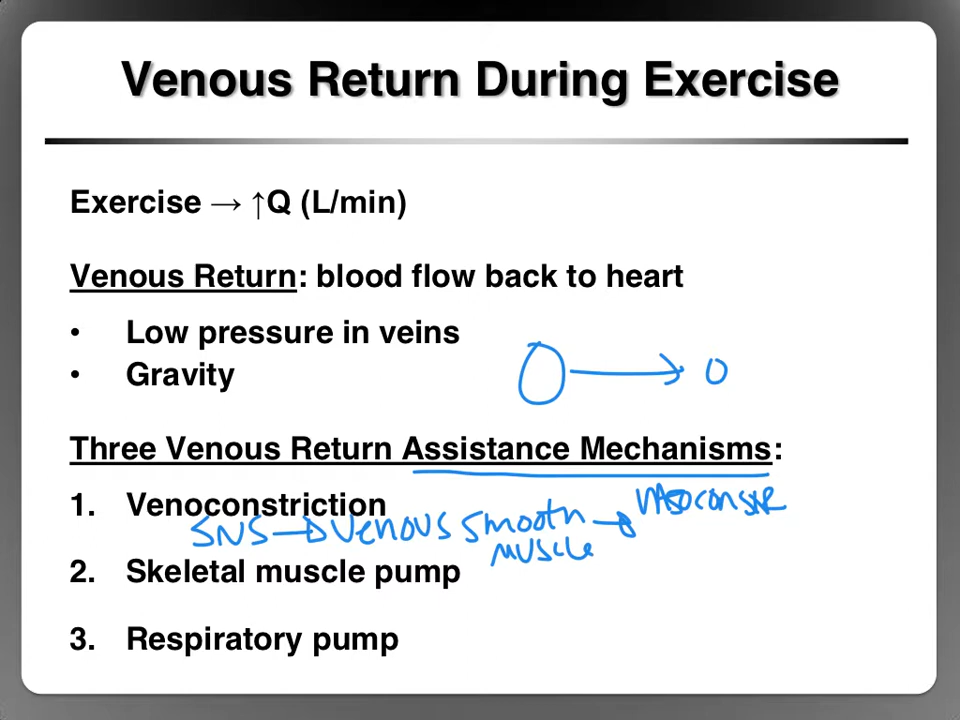 Venous Return During Exercise
Exercise → ↑Q (L/min)
Venous Return: blood flow back to heart
• Low pressure in veins
• Gravity
Three Venous Return Assistance Mechanisms:
1. Venoconstriction
SNS → Venous Smooth muscle →
2. Skeletal muscle pump
3. Respiratory pump